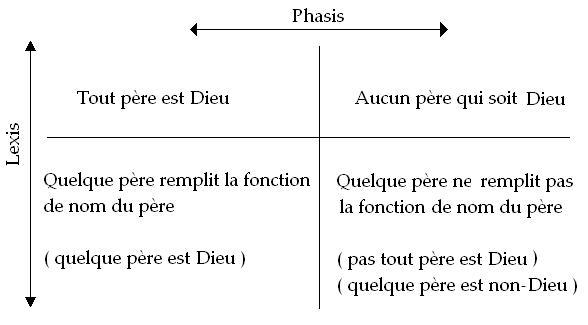 Phasis
Lexis
Tout père est Dieu
Aucun père qui soit Dieu
Quelque père remplit la fonction
de nom du père
( quelque père est Dieu )
Quelque père ne remplit pas
la fonction de nom du père
( pas tout père est Dieu )
( quelque père est non-Dieu )